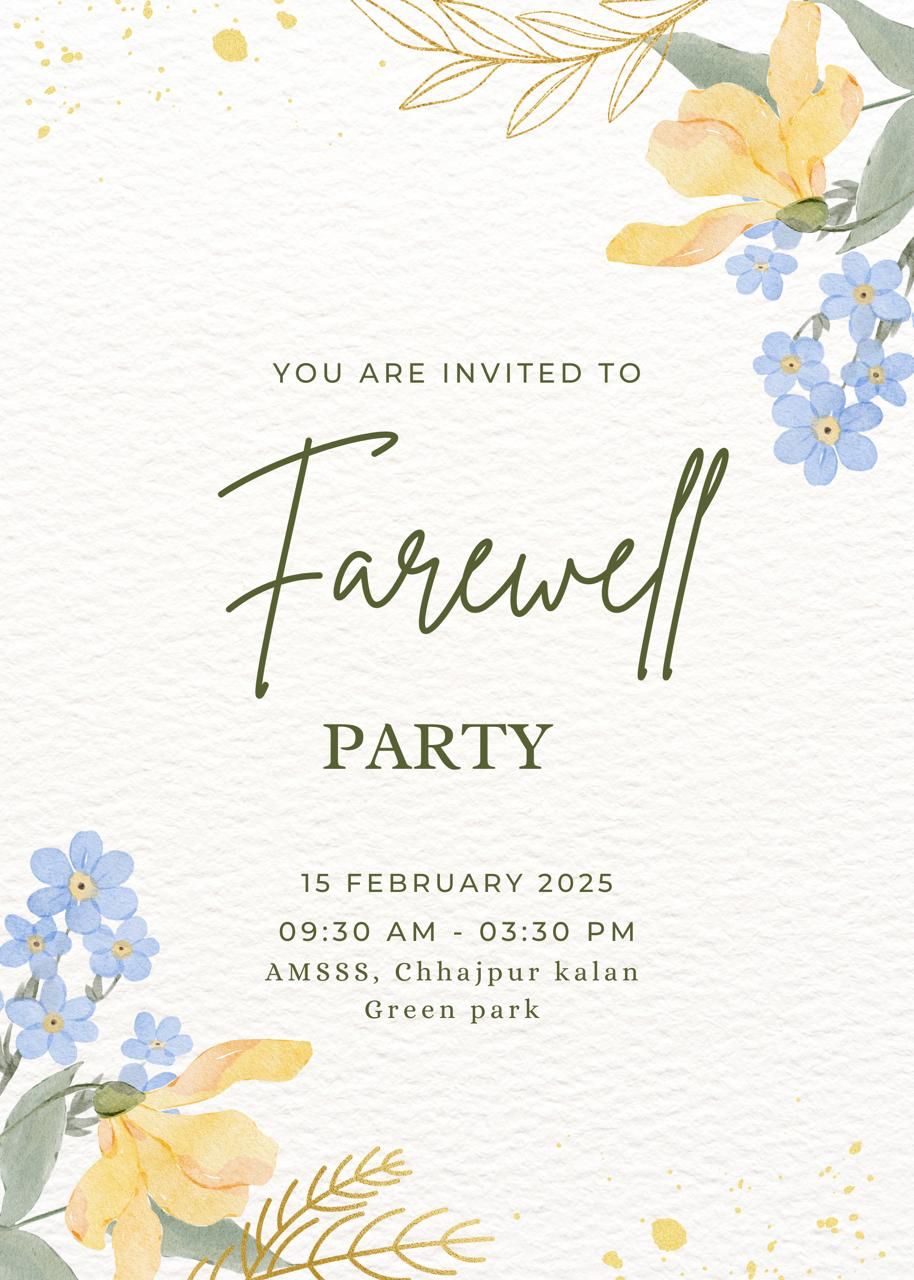 YOU ARE INVITED TO
Farewell
PARTY
15 FEBRUARY 2025
09:30 AM - 03:30 PM
AMSSS, Chhajpur kalan
Green park